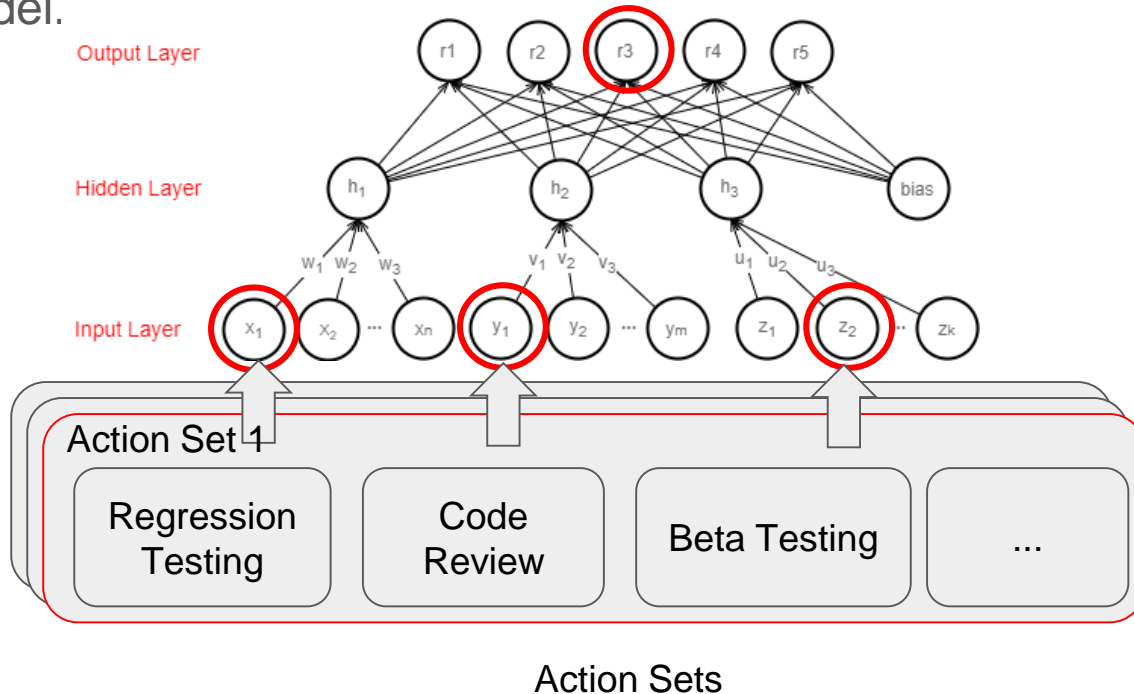 del.
Output Layer r1 r2 r3 r4 r5
Hidden Layer h1 h2 h3 bias
w1 w2 w3 v1 v2 v3 u1 u2 u3
Input Layer x1 x2 ... xn y1 y2 ... ym z1 z2 .. zk
Action Set 1
Regression
Testing
Code
Review
Beta Testing
...
Action Sets